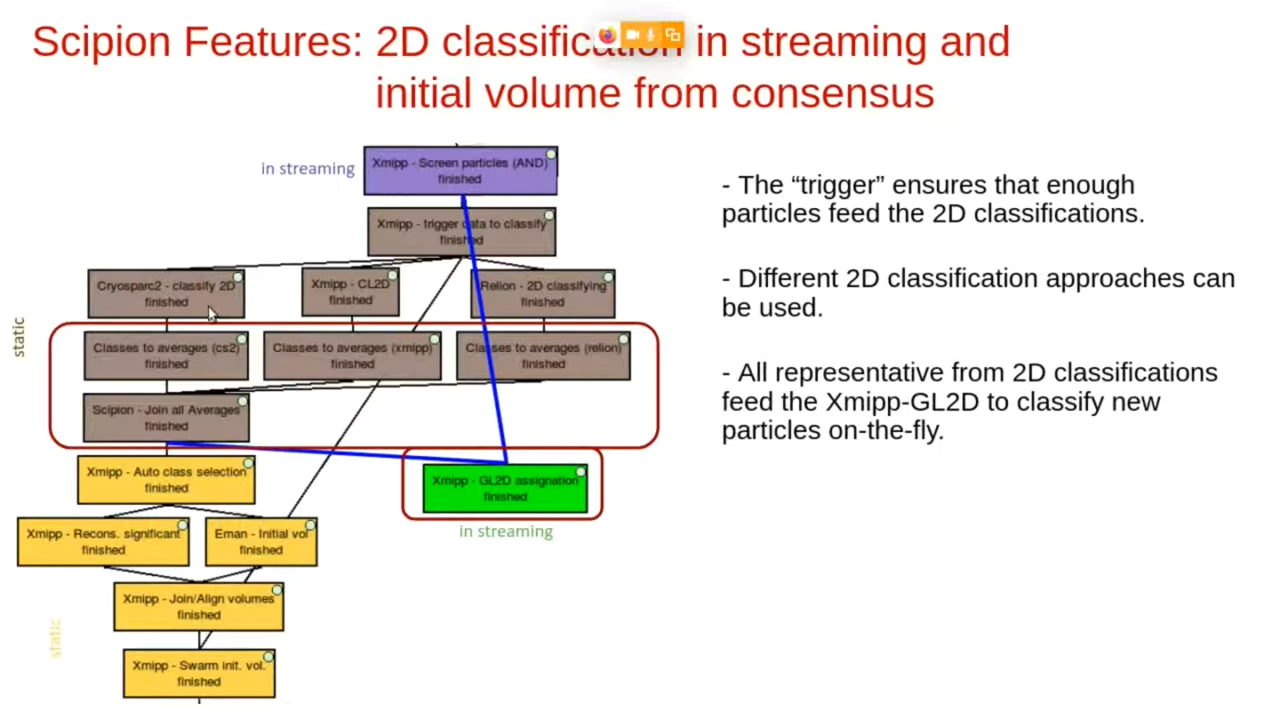 Scipion Features: 2D classification in streaming and
initial volume from consensus
in streaming
Xmipp - Screen particles (AND)
finished
Xmipp - trigger data to classify
finished
Cryosparc2 - classify 2D
finished
Xmipp - CL2D
finished
Relion - 2D classifying
finished
static
Classes to averages (cs2)
finished
Classes to averages (xmipp)
finished
Classes to averages (relion)
finished
Scipion - Join all Averages
finished
Xmipp - Auto class selection
finished
Xmipp - GL2D assignation
finished
in streaming
Xmipp - Recons. significant
finished
Eman - Initial vol
finished
Xmipp - Join/Align volumes
finished
static
Xmipp - Swarm init. vol.
finished
- The “trigger” ensures that enough
particles feed the 2D classifications.
- Different 2D classification approaches can
be used.
- All representative from 2D classifications
feed the Xmipp-GL2D to classify new
particles on-the-fly.